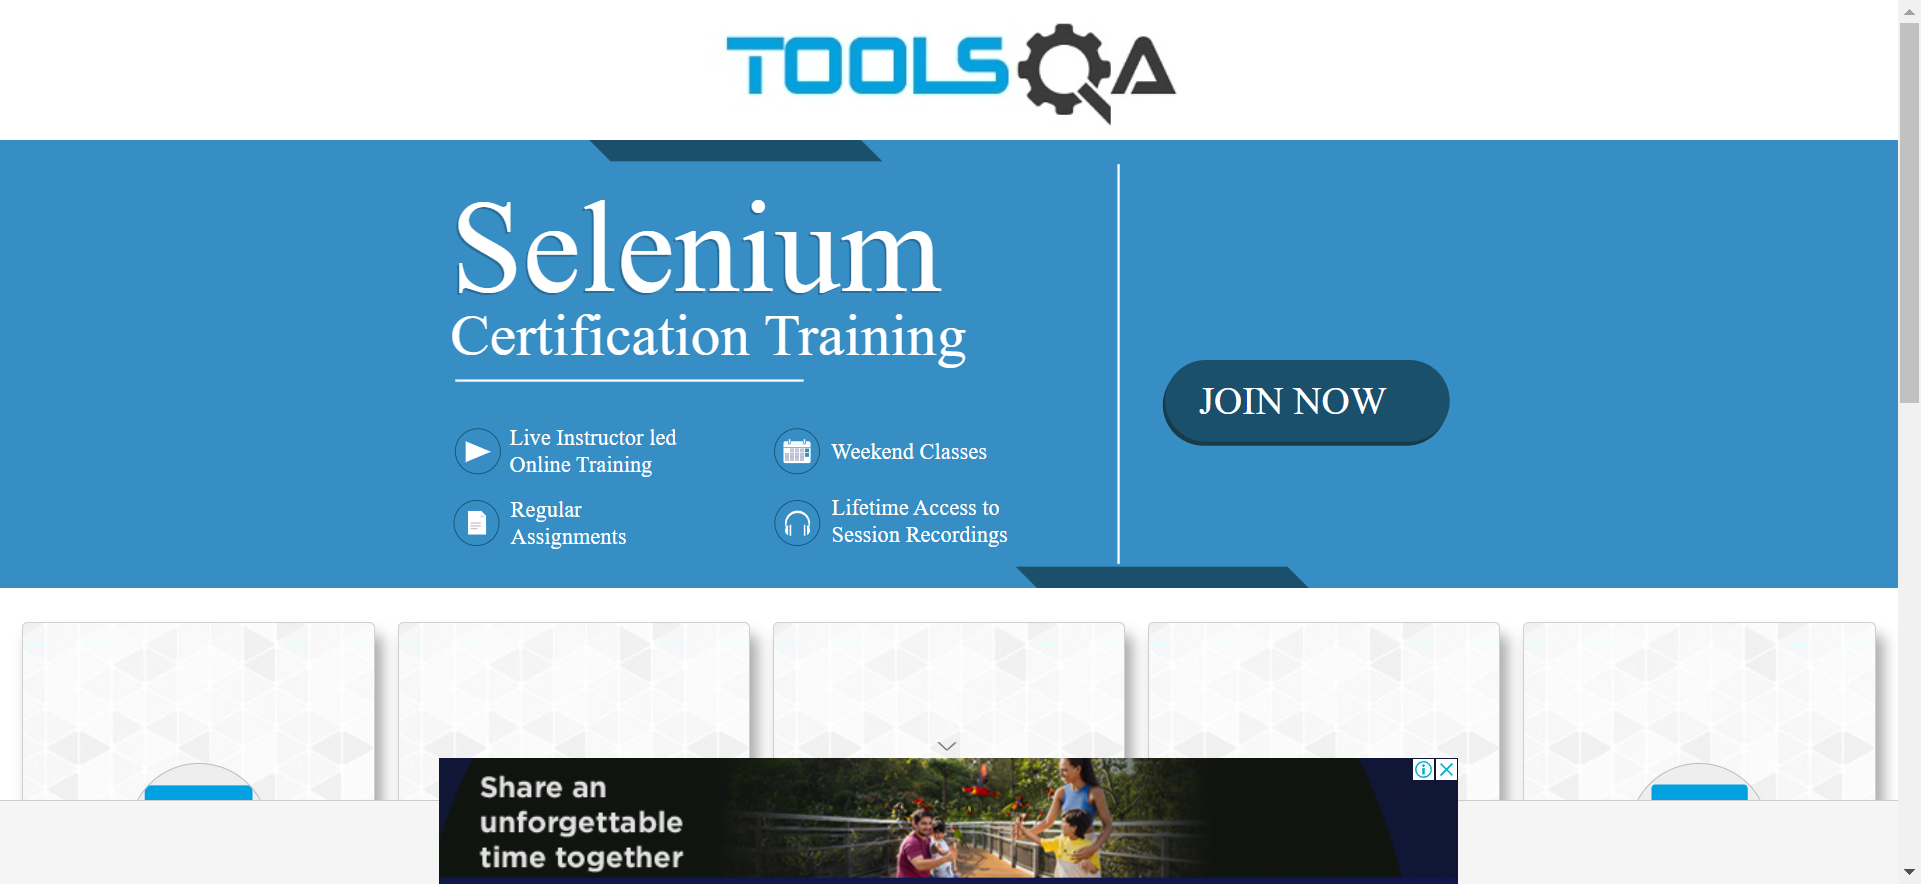 TOOLSQA
Selenium
Certification Training
JOIN NOW
Live Instructor led
Online Training
Weekend Classes
Regular
Assignments
Lifetime Access to
Session Recordings
Share an
unforgettable
time together